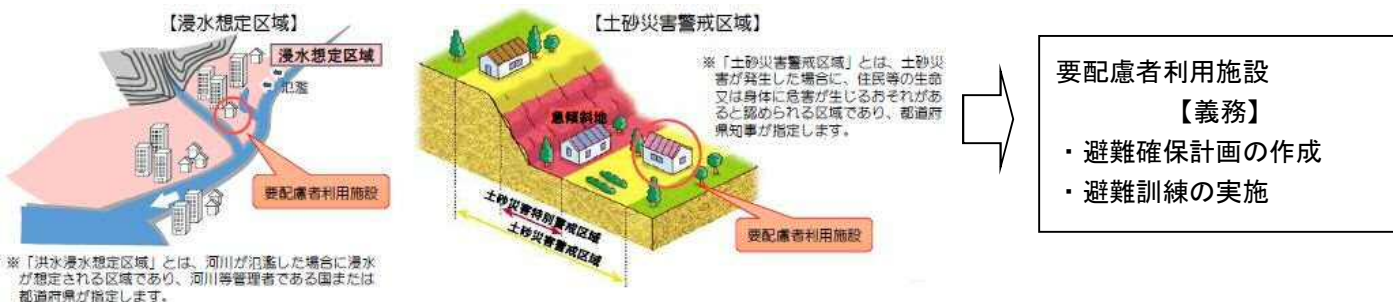 【浸水想定区域】
浸水想定区域
氾濫
要配慮者利用施設
※「洪水浸水想定区域」とは、河川が氾濫した場合に浸水
が想定される区域であり、河川等管理者である国または
都道府県が指定します。
【土砂災害警戒区域】
※「土砂災害警戒区域」とは、土砂災
害が発生した場合に、住民等の生命
又は身体に危害が生じるおそれがあ
ると認められる区域であり、都道府
県知事が指定します。
急傾斜地
土砂災害特別警戒区域
土砂災害警戒区域
要配慮者利用施設
要配慮者利用施設
【義務】
・避難確保計画の作成
・避難訓練の実施